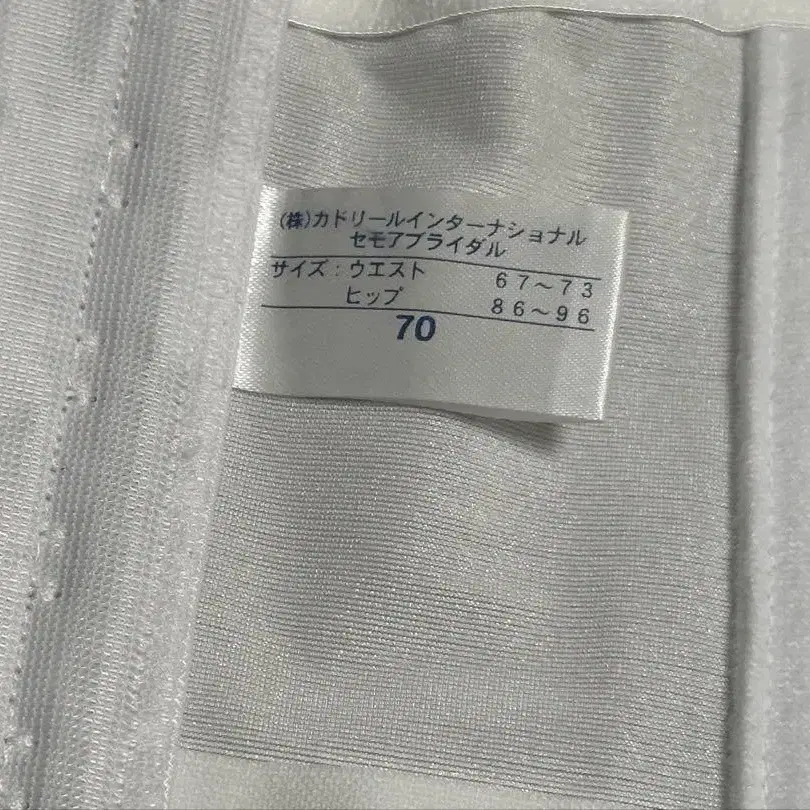 (株)カドリールインターナショナル
セモアブライダル
サイズ：ウエスト 67～73
ヒップ 86～96
70